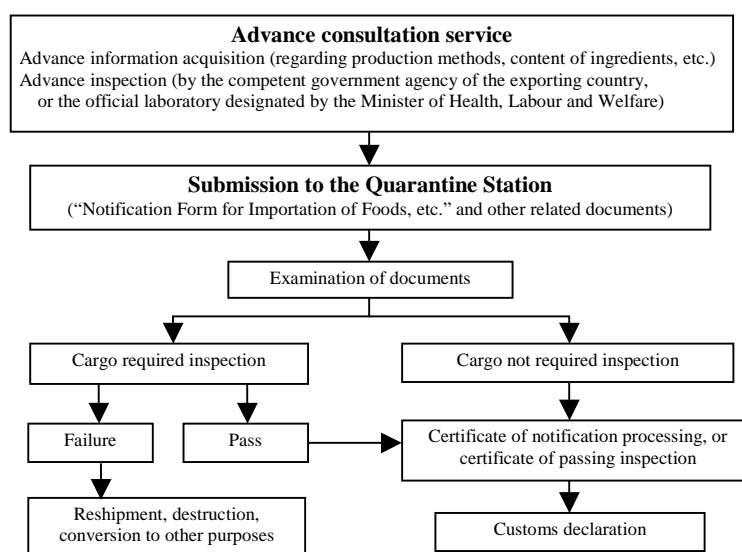 Advance consultation service
Advance information acquisition (regarding production methods, content of ingredients, etc.)
Advance inspection (by the competent government agency of the exporting country,
or the official laboratory designated by the Minister of Health, Labour and Welfare)
Submission to the Quarantine Station
(“Notification Form for Importation of Foods, etc.” and other related documents)
Examination of documents
Cargo required inspection
Cargo not required inspection
Failure
Pass
Certificate of notification processing, or
certificate of passing inspection
Reshipment, destruction,
conversion to other purposes
Customs declaration